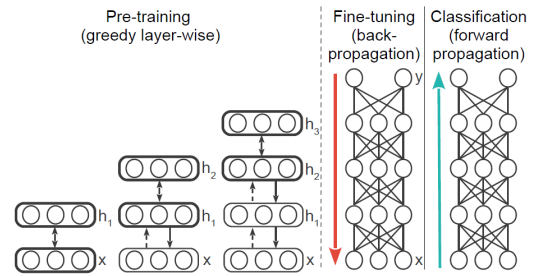 Pre-training
(greedy layer-wise)
Fine-tuning
(back-
propagation)
Classification
(forward
propagation)
y
h3
h2
h2
h1
h1
h1
x
x
x
x